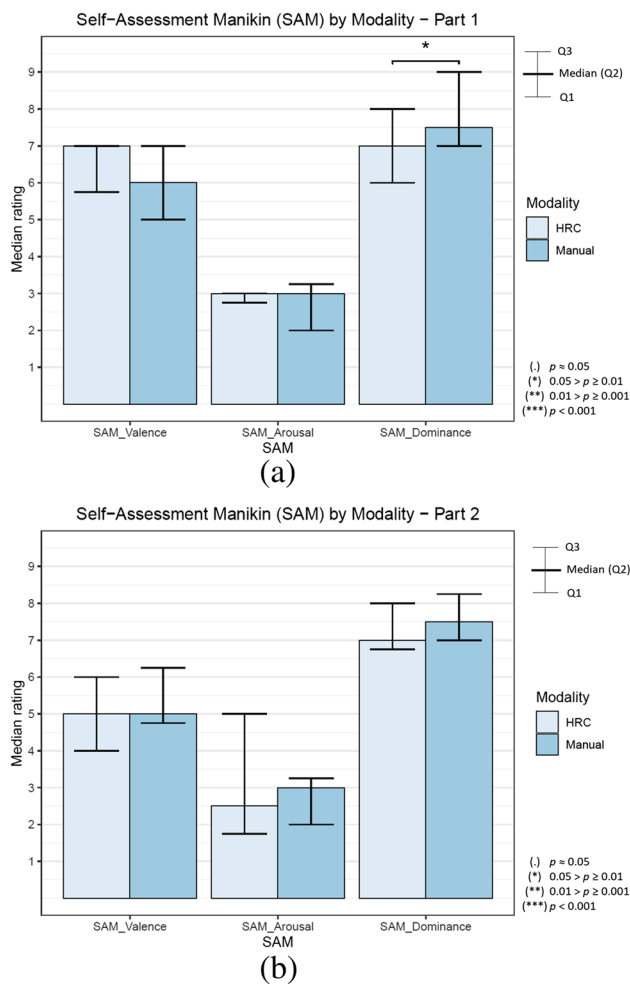 Self−Assessment Manikin (SAM) by Modality − Part 1
*
9
8
7
6
5
4
3
2
1
Median rating
SAM_Valence SAM_Arousal SAM_Dominance
SAM
Q3
Median (Q2)
Q1
Modality
HRC
Manual
(.) p ≈ 0.05
(*) 0.05 > p ≥ 0.01
(**) 0.01 > p ≥ 0.001
(***) p < 0.001
(a)
Self−Assessment Manikin (SAM) by Modality − Part 2
9
8
7
6
5
4
3
2
1
Median rating
SAM_Valence SAM_Arousal SAM_Dominance
SAM
Q3
Median (Q2)
Q1
Modality
HRC
Manual
(.) p ≈ 0.05
(*) 0.05 > p ≥ 0.01
(**) 0.01 > p ≥ 0.001
(***) p < 0.001
(b)